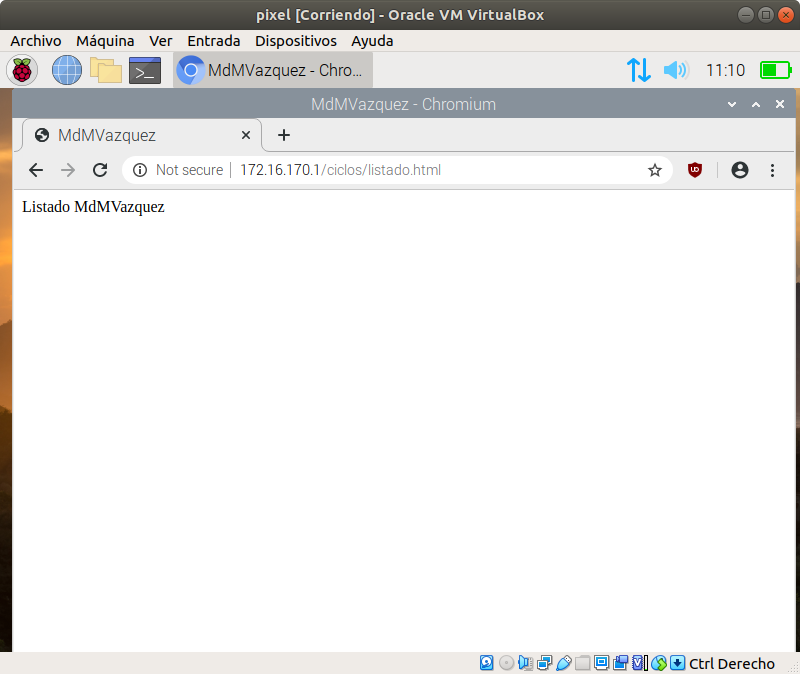 pixel [Corriendo] - Oracle VM VirtualBox
Archivo Máquina Ver Entrada Dispositivos Ayuda
MdMVazquez - Chro... 11:10
MdMVazquez - Chromium
MdMVazquez
Not secure 172.16.170.1/ciclos/listado.html
Listado MdMVazquez
Ctrl Derecho